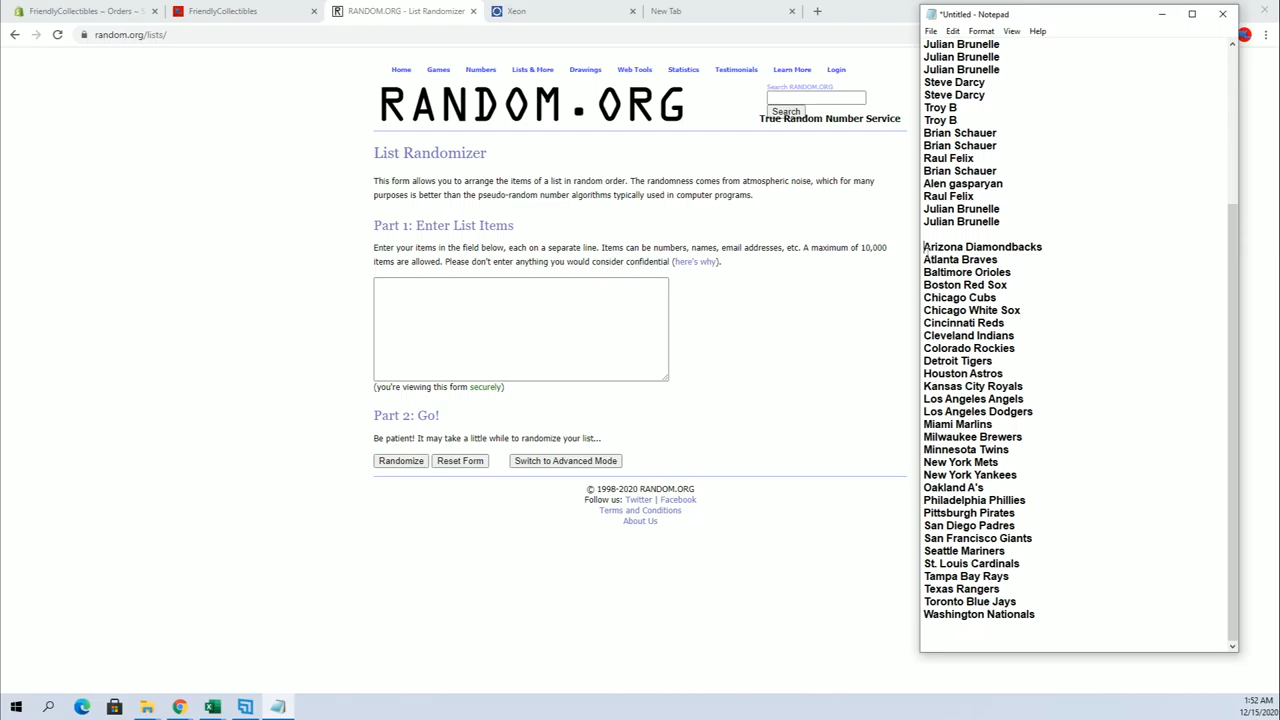 FriendlyCollectibles – Orders – S
FriendlyCollectibles
RANDOM.ORG - List Randomizer
Xeon
New Tab
random.org/lists/
Home Games Numbers Lists & More Drawings Web Tools Statistics Testimonials Learn More Login
RANDOM.ORG
Search RANDOM.ORG
Search
True Random Number Service
List Randomizer
This form allows you to arrange the items of a list in random order. The randomness comes from atmospheric noise, which for many
purposes is better than the pseudo-random number algorithms typically used in computer programs.
Part 1: Enter List Items
Enter your items in the field below, each on a separate line. Items can be numbers, names, email addresses, etc. A maximum of 10,000
items are allowed. Please don't enter anything you would consider confidential (here's why).
(you're viewing this form securely)
Part 2: Go!
Be patient! It may take a little while to randomize your list...
Randomize Reset Form Switch to Advanced Mode
© 1998-2020 RANDOM.ORG
Follow us: Twitter | Facebook
Terms and Conditions
About Us
*Untitled - Notepad
File Edit Format View Help
Julian Brunelle
Julian Brunelle
Julian Brunelle
Steve Darcy
Steve Darcy
Troy B
Troy B
Brian Schauer
Brian Schauer
Raul Felix
Brian Schauer
Alen gasparyan
Raul Felix
Julian Brunelle
Julian Brunelle
Arizona Diamondbacks
Atlanta Braves
Baltimore Orioles
Boston Red Sox
Chicago Cubs
Chicago White Sox
Cincinnati Reds
Cleveland Indians
Colorado Rockies
Detroit Tigers
Houston Astros
Kansas City Royals
Los Angeles Angels
Los Angeles Dodgers
Miami Marlins
Milwaukee Brewers
Minnesota Twins
New York Mets
New York Yankees
Oakland A's
Philadelphia Phillies
Pittsburgh Pirates
San Diego Padres
San Francisco Giants
Seattle Mariners
St. Louis Cardinals
Tampa Bay Rays
Texas Rangers
Toronto Blue Jays
Washington Nationals
1:52 AM
12/15/2020